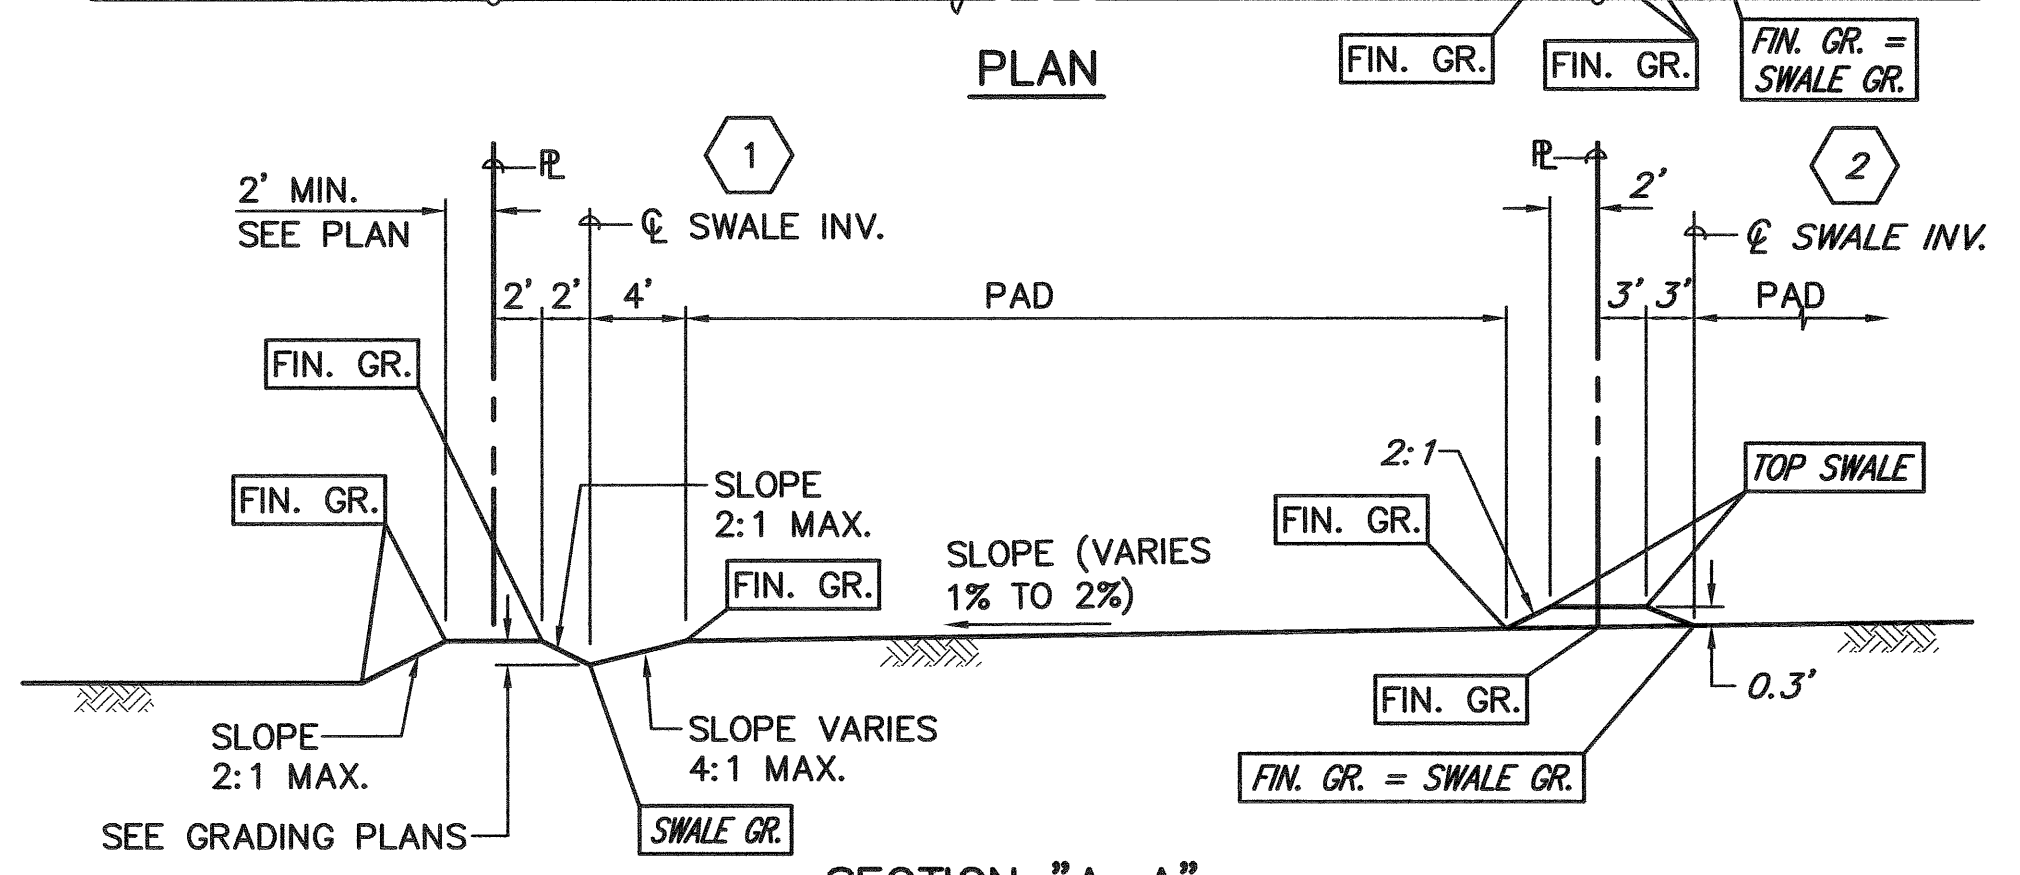 PLAN
FIN. GR.
FIN. GR.
FIN. GR. =
SWALE GR.
2' MIN.
SEE PLAN
PL
1
CL SWALE INV.
PL
2'
2
CL SWALE INV.
2'
2'
4'
PAD
3'
3'
PAD
FIN. GR.
FIN. GR.
SLOPE
2:1 MAX.
FIN. GR.
SLOPE (VARIES
1% TO 2%)
2:1
FIN. GR.
TOP SWALE
SLOPE
2:1 MAX.
SLOPE VARIES
4:1 MAX.
FIN. GR.
0.3'
SEE GRADING PLANS
SWALE GR.
FIN. GR. = SWALE GR.
SECTION "A-A"